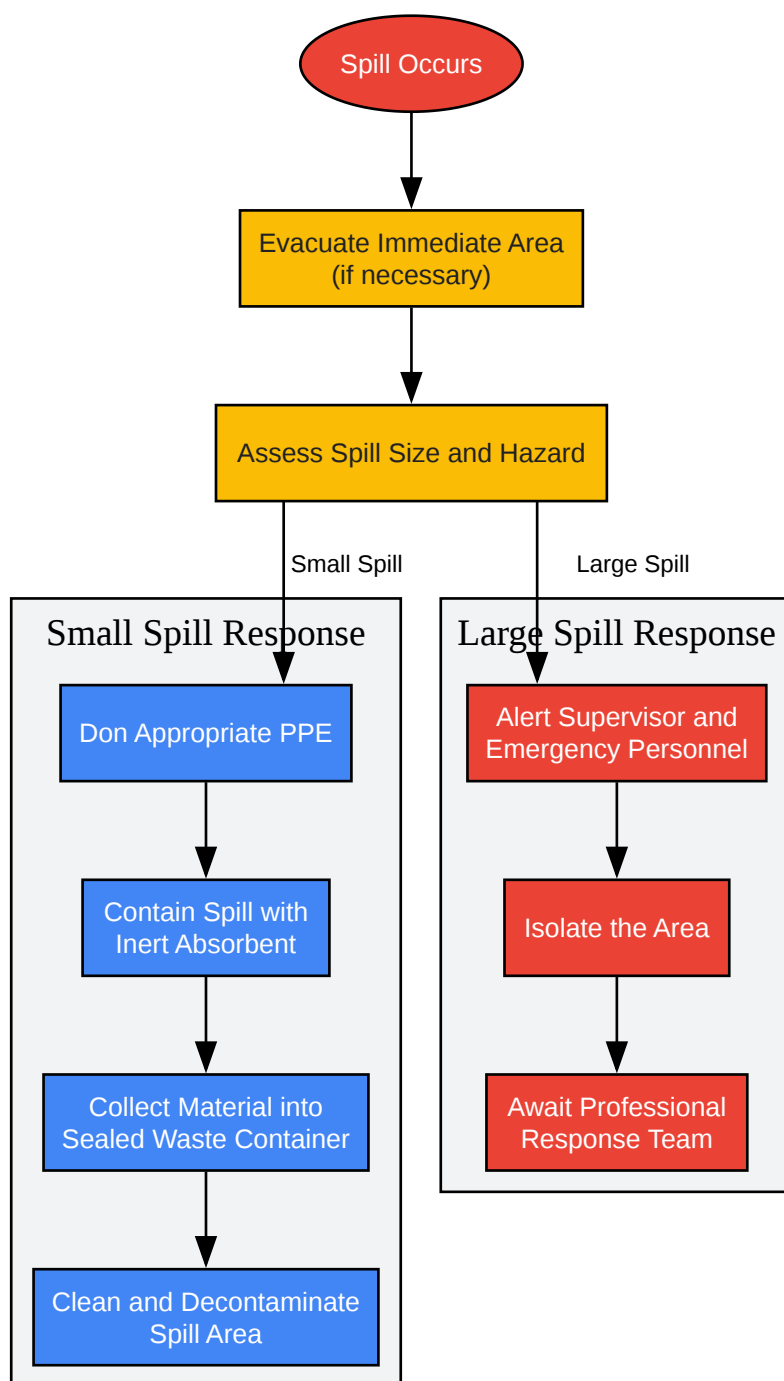 Spill Occurs
Evacuate Immediate Area
(if necessary)
Assess Spill Size and Hazard
Small Spill
Large Spill
Small Spill Response
Don Appropriate PPE
Contain Spill with
Inert Absorbent
Collect Material into
Sealed Waste Container
Clean and Decontaminate
Spill Area
Large Spill Response
Alert Supervisor and
Emergency Personnel
Isolate the Area
Await Professional
Response Team